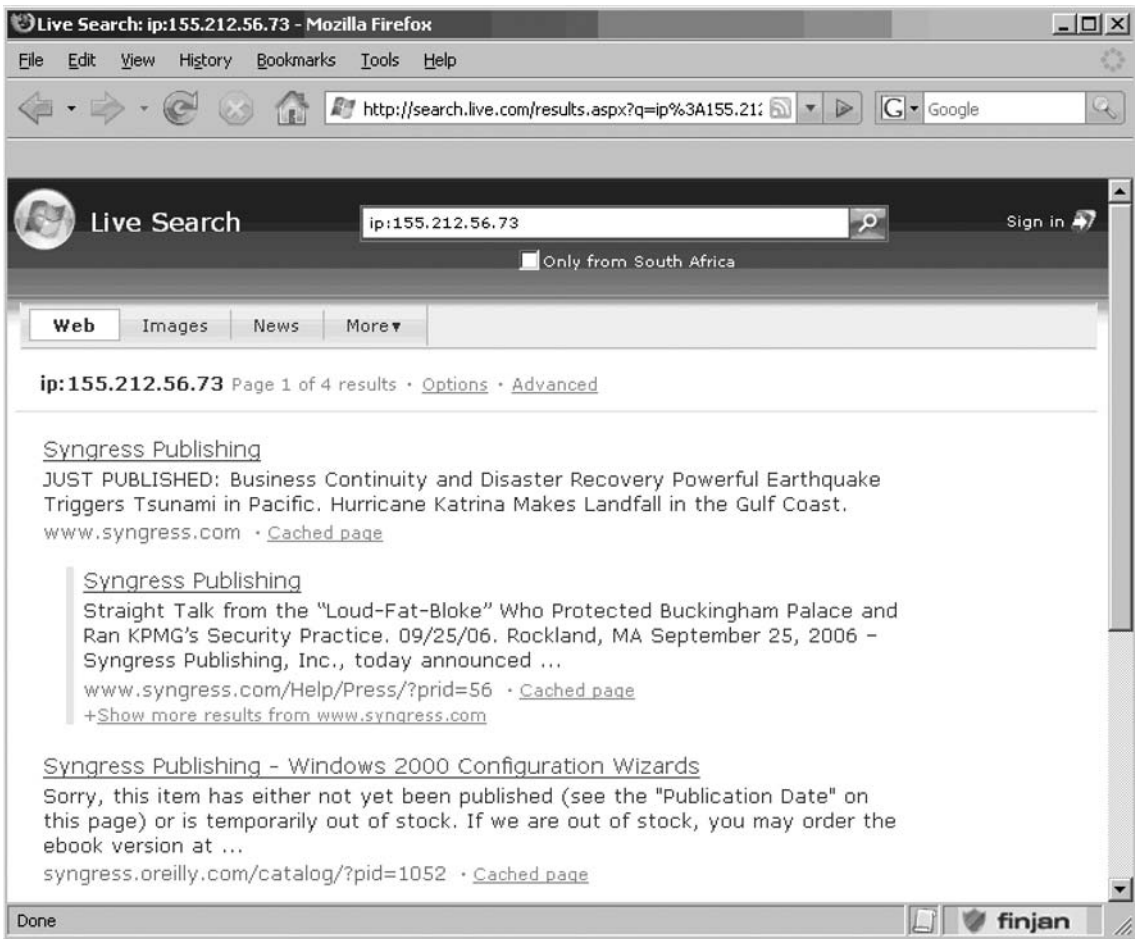 Live Search: ip:155.212.56.73 - Mozilla Firefox
File Edit View History Bookmarks Tools Help
http://search.live.com/results.aspx?q=ip%3A155.212
G Google
Live Search
ip:155.212.56.73
Sign in
Only from South Africa
Web Images News More▼
ip:155.212.56.73 Page 1 of 4 results · Options · Advanced
Syngress Publishing
JUST PUBLISHED: Business Continuity and Disaster Recovery Powerful Earthquake
Triggers Tsunami in Pacific. Hurricane Katrina Makes Landfall in the Gulf Coast.
www.syngress.com · Cached page
Syngress Publishing
Straight Talk from the “Loud-Fat-Bloke” Who Protected Buckingham Palace and
Ran KPMG’s Security Practice. 09/25/06. Rockland, MA September 25, 2006 –
Syngress Publishing, Inc., today announced ...
www.syngress.com/Help/Press/?prid=56 · Cached page
+Show more results from www.syngress.com
Syngress Publishing - Windows 2000 Configuration Wizards
Sorry, this item has either not yet been published (see the "Publication Date" on
this page) or is temporarily out of stock. If we are out of stock, you may order the
ebook version at ...
syngress.oreilly.com/catalog/?pid=1052 · Cached page
Done
finjan